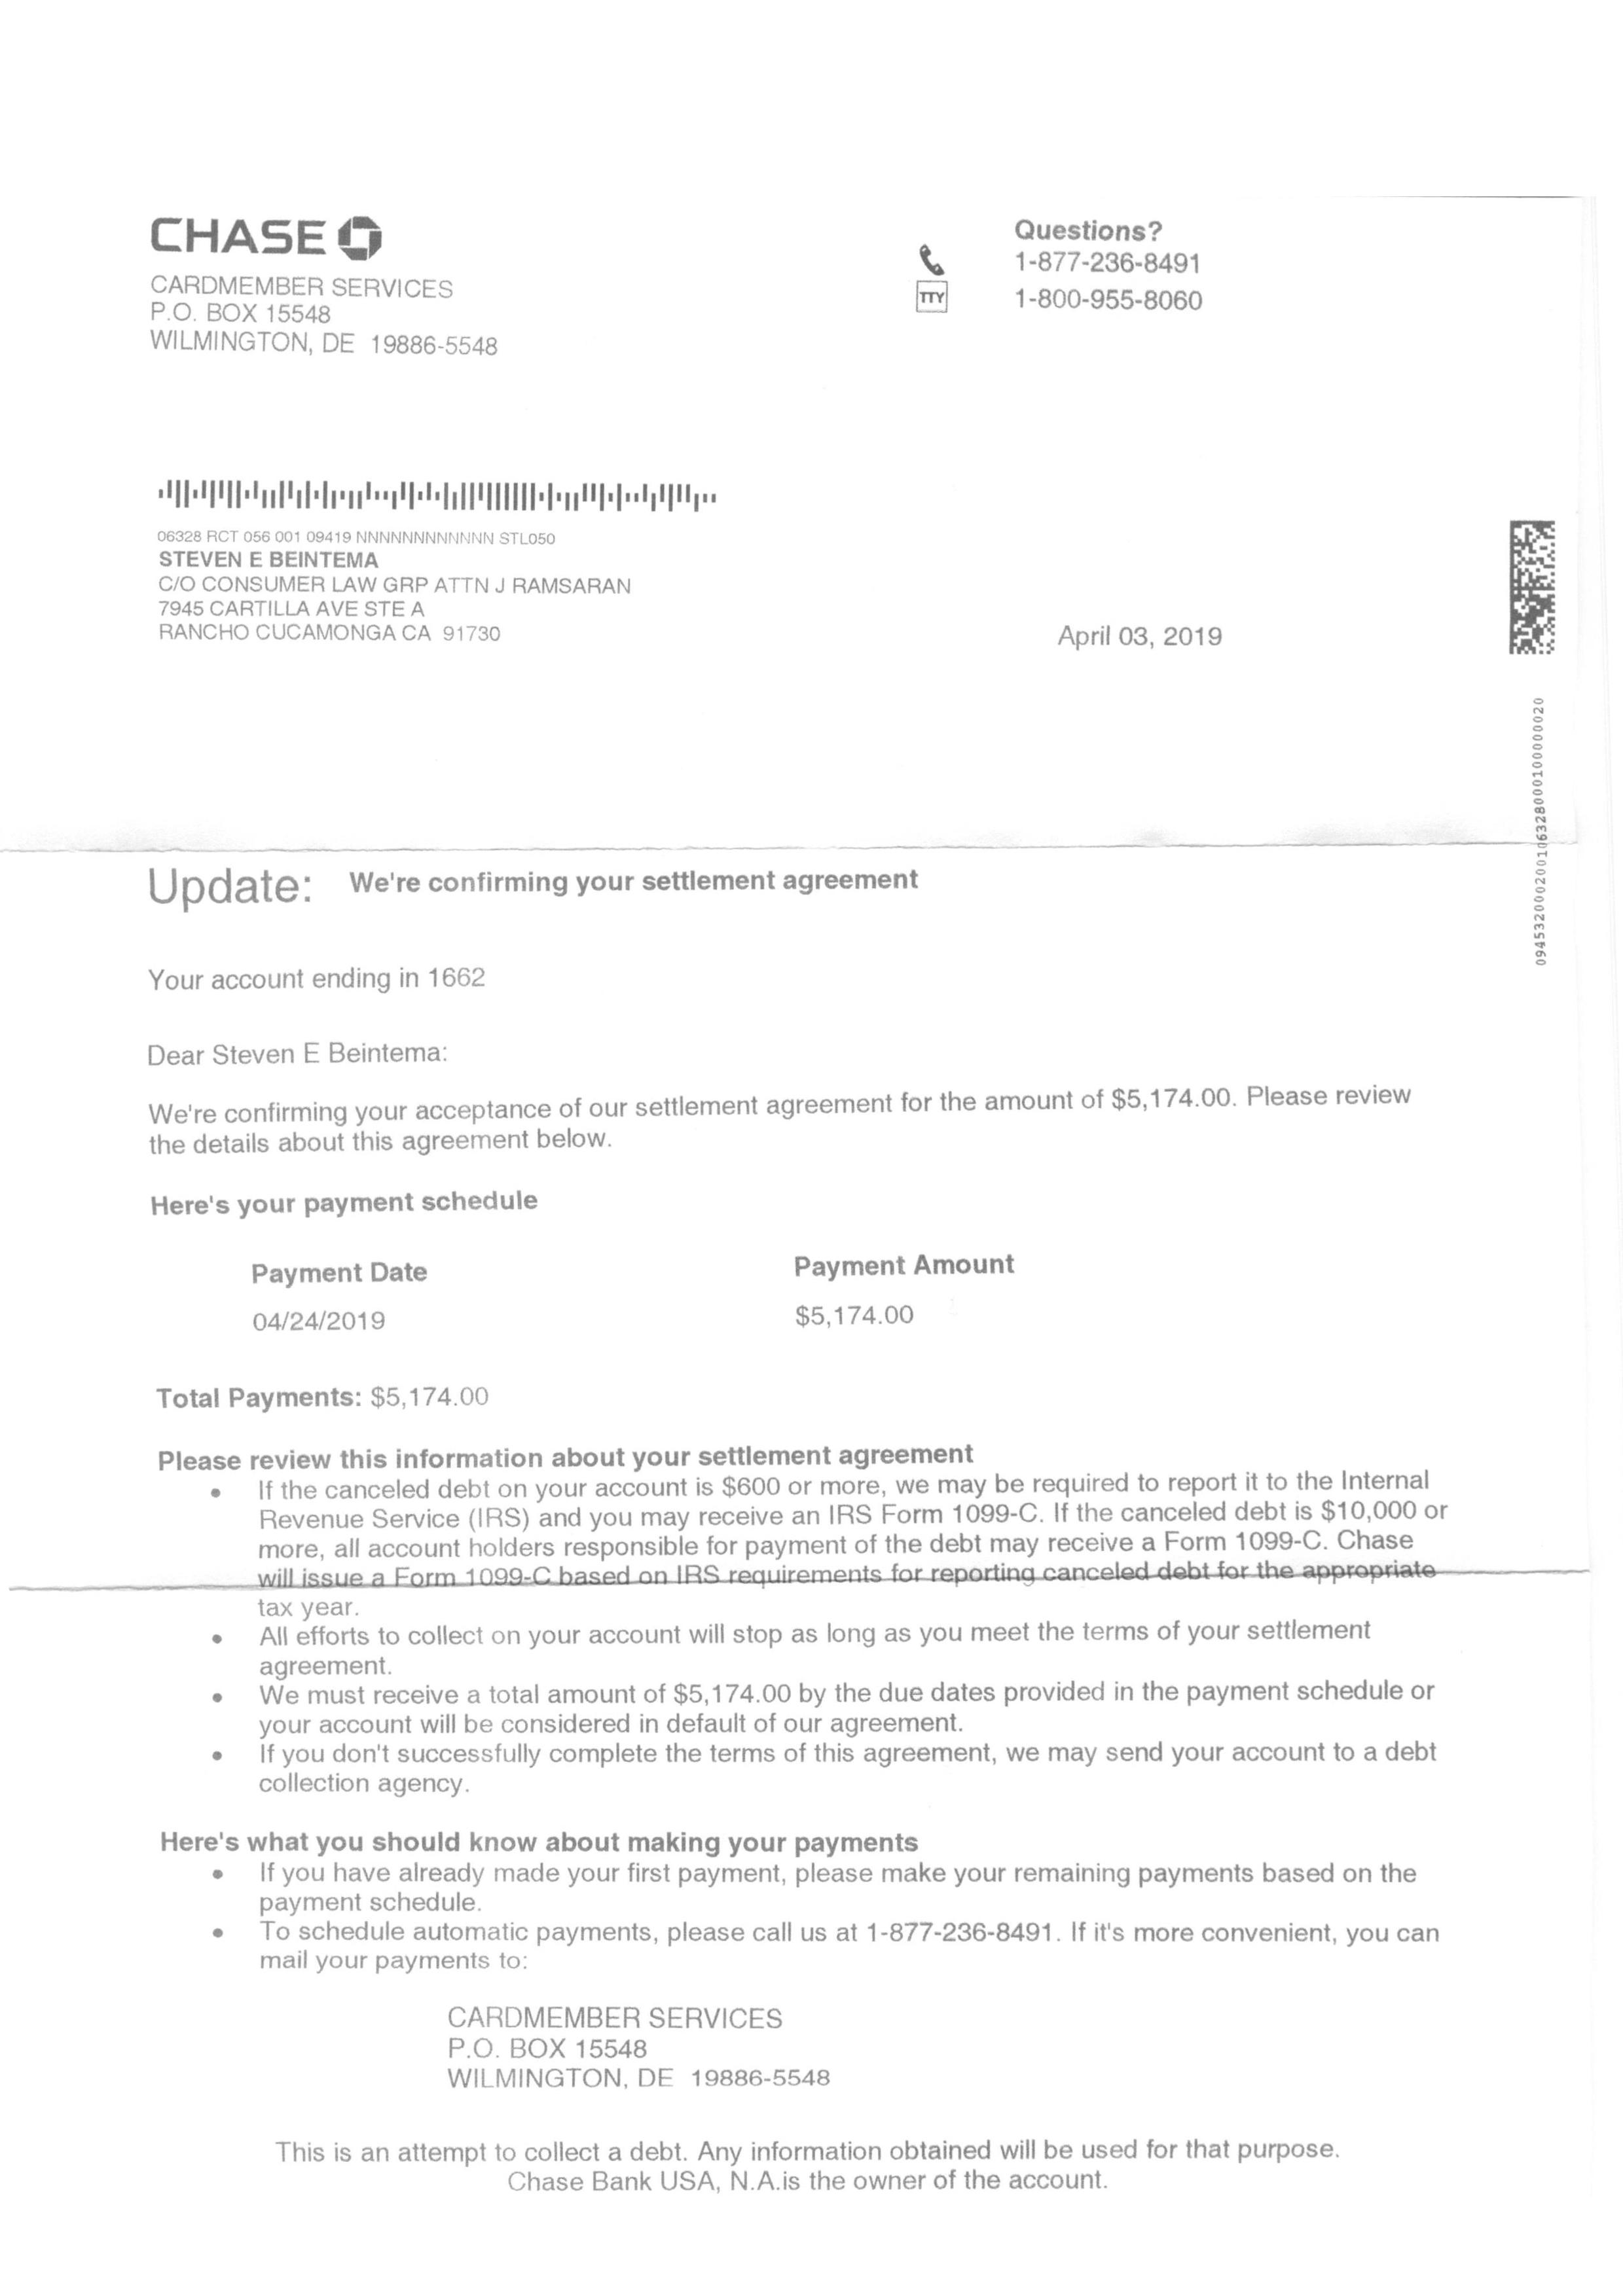 CHASE
CARDMEMBER SERVICES
P.O. BOX 15548
WILMINGTON, DE 19886-5548
Questions?
1-877-236-8491
TTY
1-800-955-8060
06328 RCT 056 001 09419 NNNNNNNNNNNN STL050
STEVEN E BEINTEMA
C/O CONSUMER LAW GRP ATTN J RAMSARAN
7945 CARTILLA AVE STE A
RANCHO CUCAMONGA CA 91730
April 03, 2019
Update: We're confirming your settlement agreement
Your account ending in 1662
Dear Steven E Beintema:
We're confirming your acceptance of our settlement agreement for the amount of $5,174.00. Please review
the details about this agreement below.
Here's your payment schedule
Payment Date Payment Amount
04/24/2019 $5,174.00
Total Payments: $5,174.00
Please review this information about your settlement agreement
• If the canceled debt on your account is $600 or more, we may be required to report it to the Internal
Revenue Service (IRS) and you may receive an IRS Form 1099-C. If the canceled debt is $10,000 or
more, all account holders responsible for payment of the debt may receive a Form 1099-C. Chase
will issue a Form 1099-C based on IRS requirements for reporting canceled debt for the appropriate
tax year.
• All efforts to collect on your account will stop as long as you meet the terms of your settlement
agreement.
• We must receive a total amount of $5,174.00 by the due dates provided in the payment schedule or
your account will be considered in default of our agreement.
• If you don't successfully complete the terms of this agreement, we may send your account to a debt
collection agency.
Here's what you should know about making your payments
• If you have already made your first payment, please make your remaining payments based on the
payment schedule.
• To schedule automatic payments, please call us at 1-877-236-8491. If it's more convenient, you can
mail your payments to:
CARDMEMBER SERVICES
P.O. BOX 15548
WILMINGTON, DE 19886-5548
This is an attempt to collect a debt. Any information obtained will be used for that purpose.
Chase Bank USA, N.A.is the owner of the account.